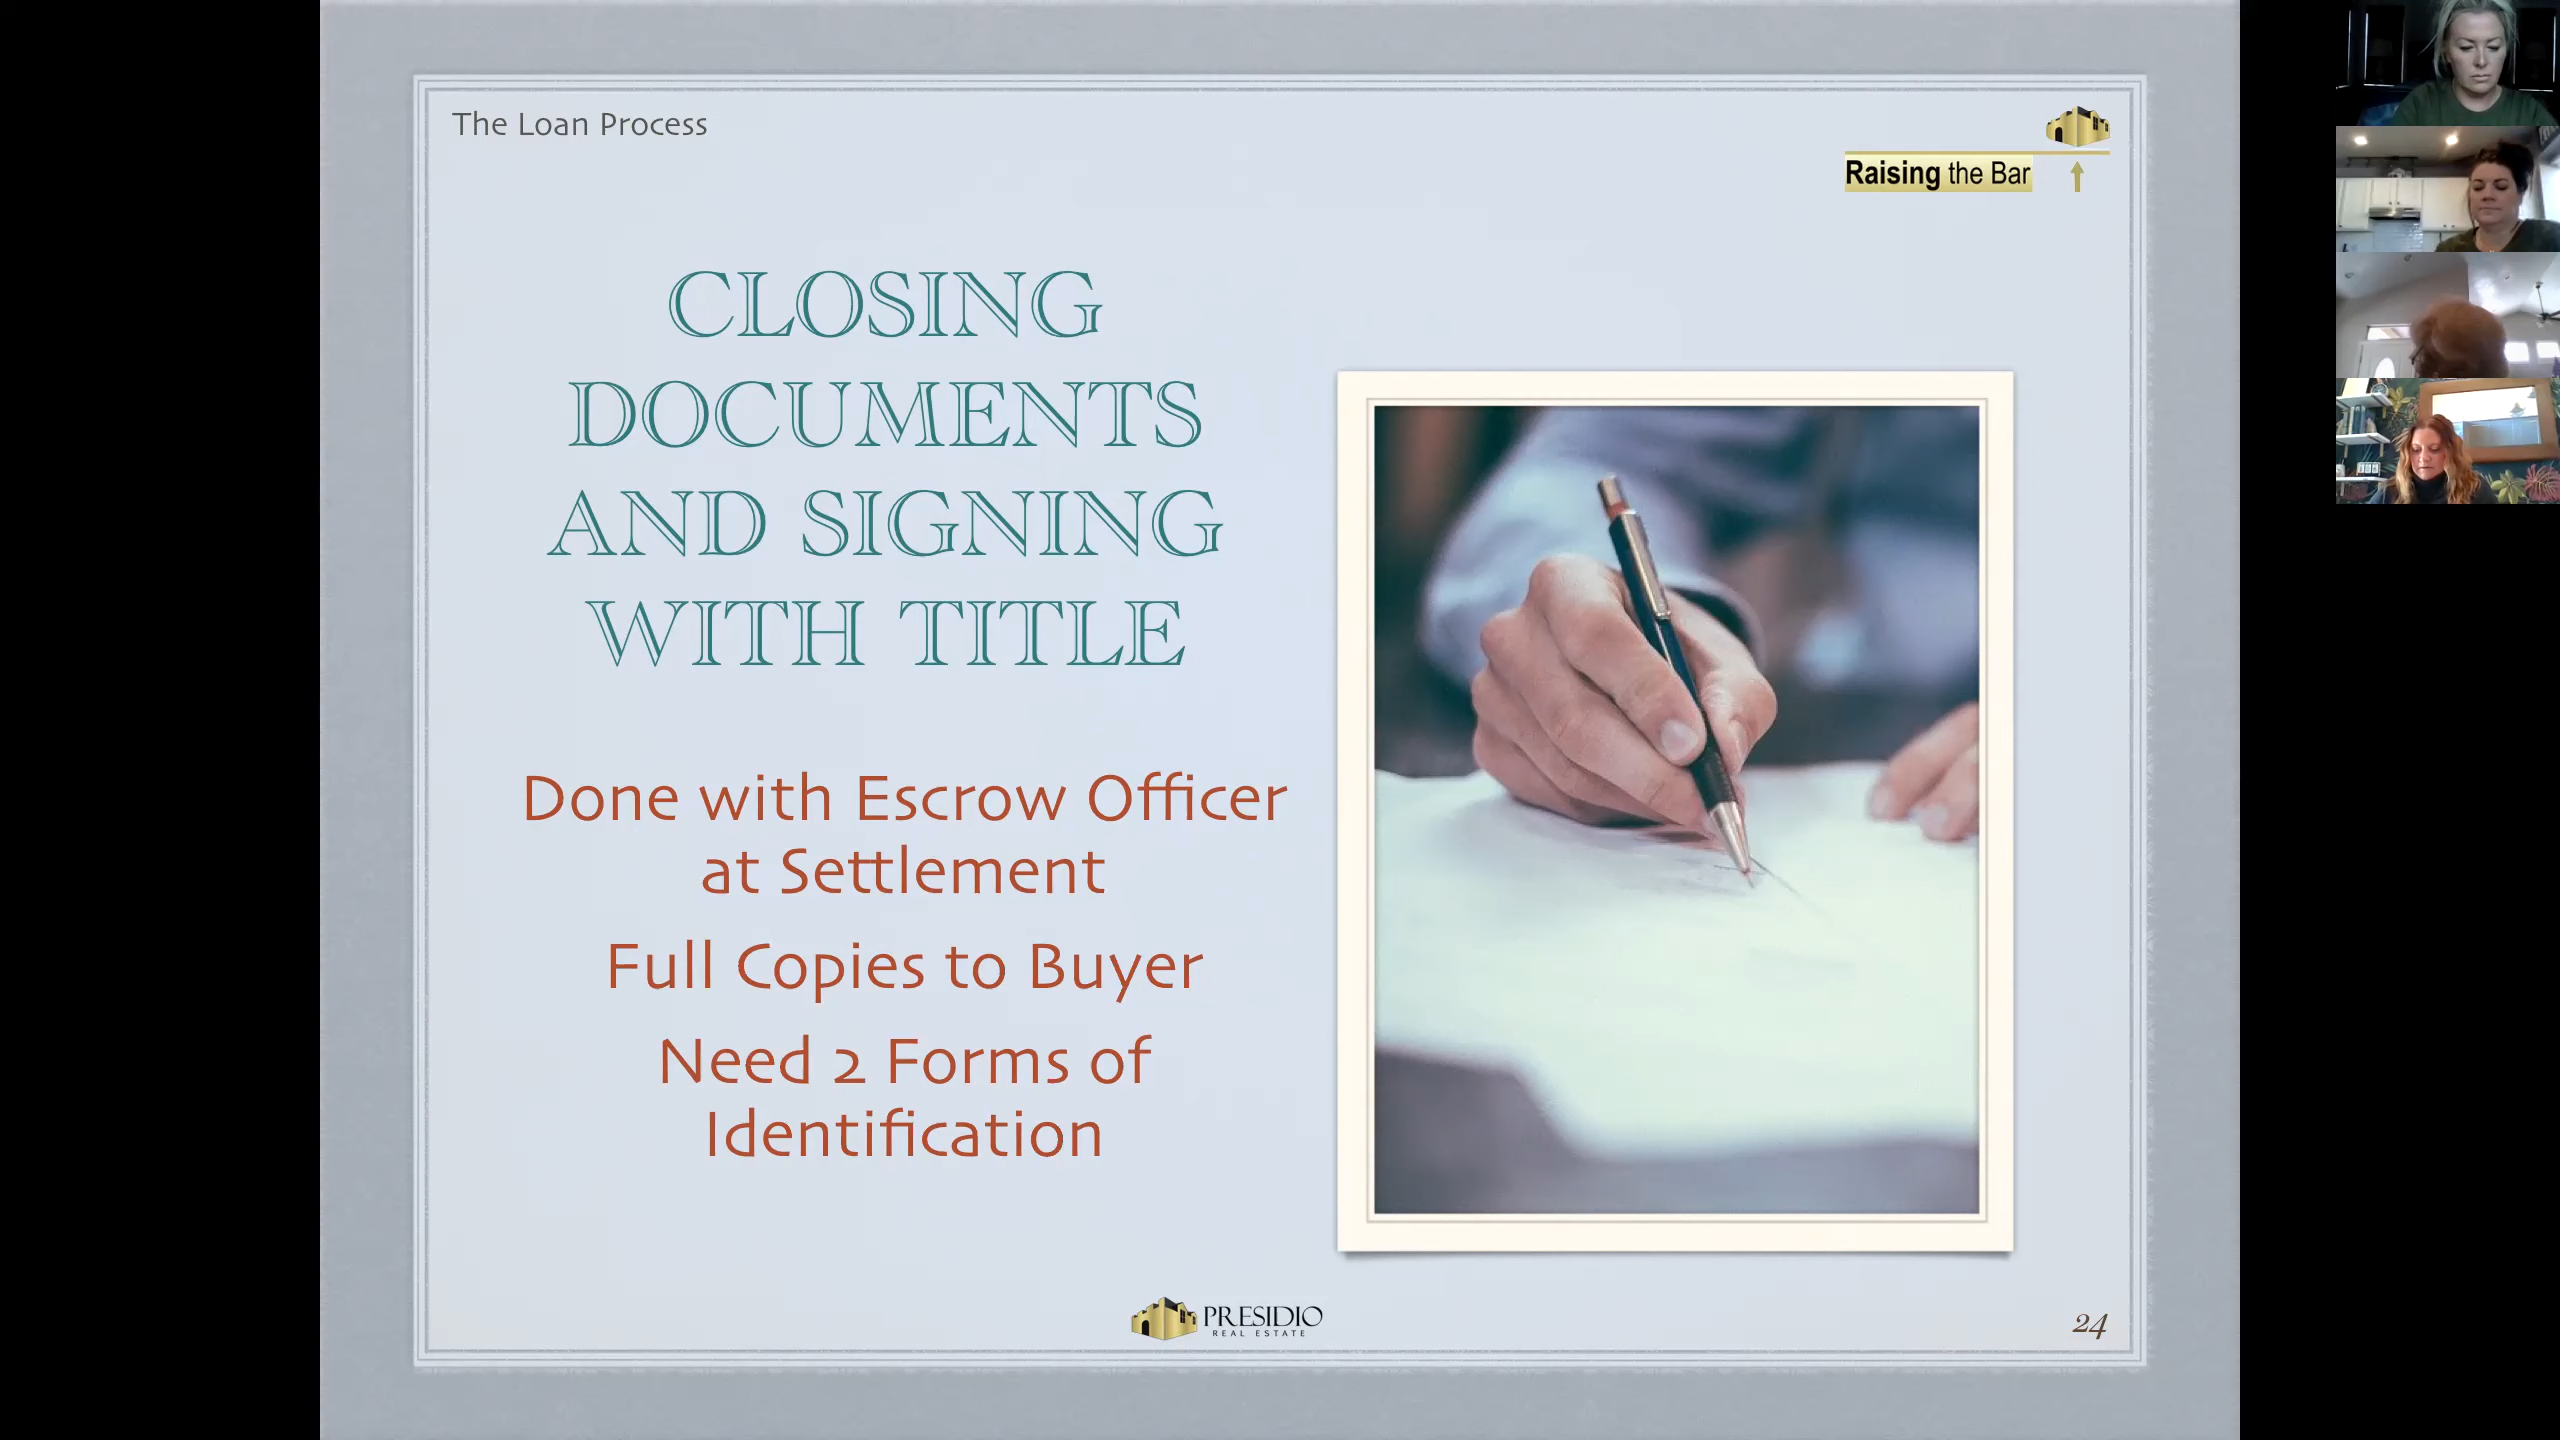 The Loan Process
Raising the Bar
CLOSING
DOCUMENTS
AND SIGNING
WITH TITLE
Done with Escrow Officer
at Settlement
Full Copies to Buyer
Need 2 Forms of
Identification
PRESIDIO
REAL ESTATE
24